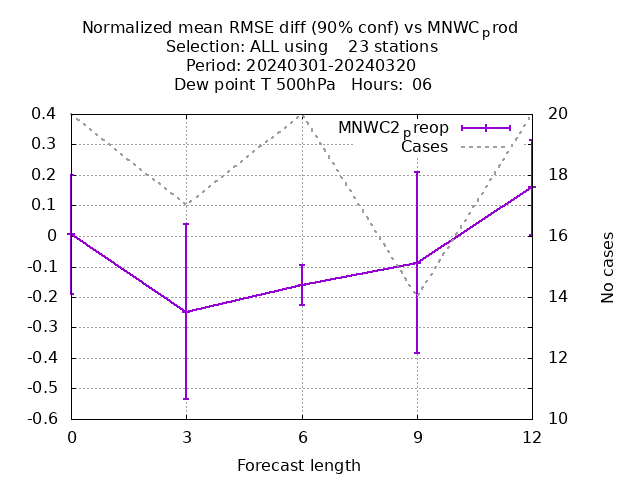 Normalized mean RMSE diff (90% conf) vs MNWCprod
Selection: ALL using 23 stations
Period: 20240301-20240320
Dew point T 500hPa Hours: 06
MNWC2preop
Cases
0.4
0.3
0.2
0.1
0
-0.1
-0.2
-0.3
-0.4
-0.5
-0.6
20
18
16
14
12
10
No cases
0 3 6 9 12
Forecast length